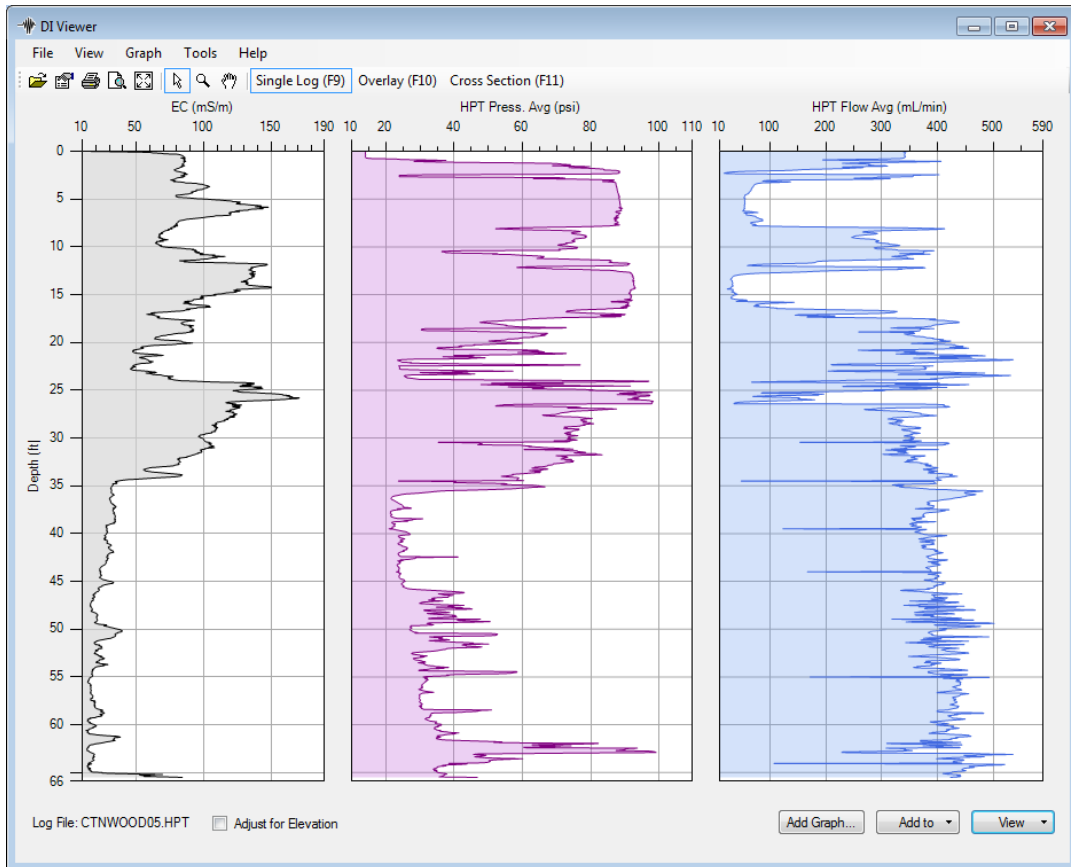 DI Viewer
File View Graph Tools Help
Single Log (F9) Overlay (F10) Cross Section (F11)
EC (mS/m) HPT Press. Avg (psi) HPT Flow Avg (mL/min)
10 50 100 150 190 10 20 40 60 80 100 110 10 100 200 300 400 500 590
0
5
10
15
20
25
30
Depth (ft)
35
40
45
50
55
60
66
Log File: CTNWOOD05.HPT Adjust for Elevation Add Graph... Add to View